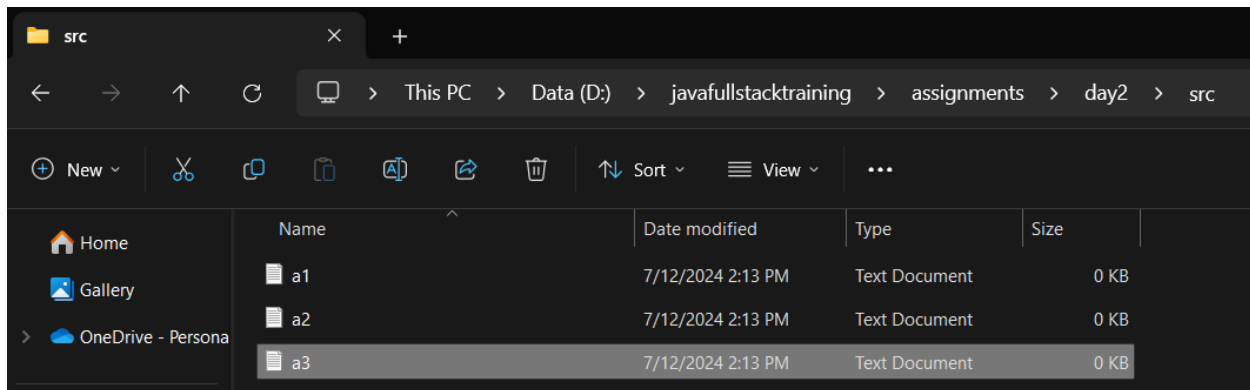 src
This PC > Data (D:) > javafullstacktraining > assignments > day2 > src
New Sort View
Name Date modified Type Size
Home
a1 7/12/2024 2:13 PM Text Document 0 KB
Gallery
a2 7/12/2024 2:13 PM Text Document 0 KB
OneDrive - Persona
a3 7/12/2024 2:13 PM Text Document 0 KB